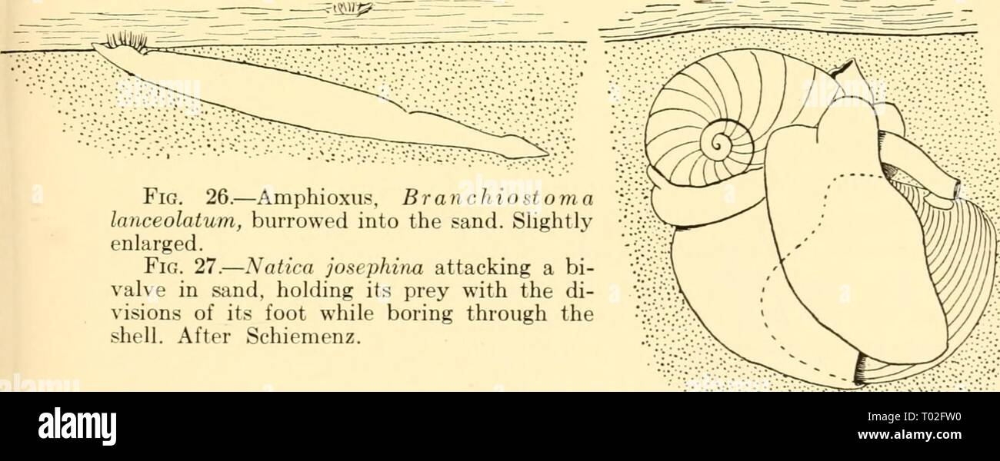 FIG. 26.—Amphioxus, Branchiostoma
lanceolatum, burrowed into the sand. Slightly
enlarged.
FIG. 27.—Natica josephina attacking a bi-
valve in sand, holding its prey with the di-
visions of its foot while boring through the
shell. After Schiemenz.
alamy
Image ID: T02FW0
www.alamy.com